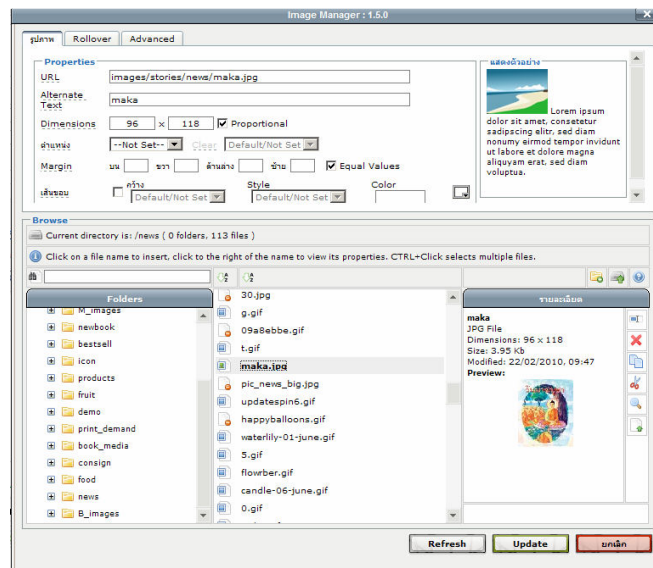 Image Manager : 1.5.0
รูปภาพ Rollover Advanced
Properties
URL images/stories/news/maka.jpg
Alternate Text maka
Dimensions 96 x 118 Proportional
ตำแหน่ง --Not Set-- Clear Default/Not Set
Margin บน ขวา ด้านล่าง ซ้าย Equal Values
เส้นขอบ กว้าง Default/Not Set Style Default/Not Set Color
แสดงตัวอย่าง
Lorem ipsum
dolor sit amet, consetetur
sadipscing elitr, sed diam
nonumy eirmod tempor invidunt
ut labore et dolore magna
aliquyam erat, sed diam
voluptua.
Browse
Current directory is: /news ( 0 folders, 113 files )
Click on a file name to insert, click to the right of the name to view its properties. CTRL+Click selects multiple files.
Folders
M_images
newbook
bestsell
icon
products
fruit
demo
print_demand
book_media
consign
food
news
B_images
30.jpg
g.gif
09a8ebbe.gif
t.gif
maka.jpg
pic_news_big.jpg
updatespin6.gif
happyballoons.gif
waterlily-01-june.gif
5.gif
flowrber.gif
candle-06-june.gif
0.gif
รายละเอียด
maka
JPG File
Dimensions: 96 x 118
Size: 3.95 Kb
Modified: 22/02/2010, 09:47
Preview:
Refresh Update ยกเลิก